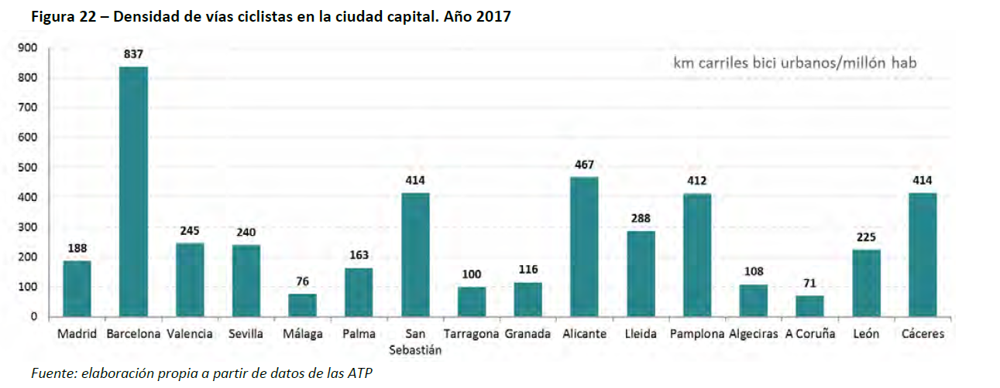 Figura 22 – Densidad de vías ciclistas en la ciudad capital. Año 2017
km carriles bici urbanos/millón hab
900
800
700
600
500
400
300
200
100
0
188
837
245
240
76
163
414
100
116
467
288
412
108
71
225
414
Madrid
Barcelona
Valencia
Sevilla
Málaga
Palma
San
Sebastián
Tarragona
Granada
Alicante
Lleida
Pamplona
Algeciras
A Coruña
León
Cáceres
Fuente: elaboración propia a partir de datos de las ATP